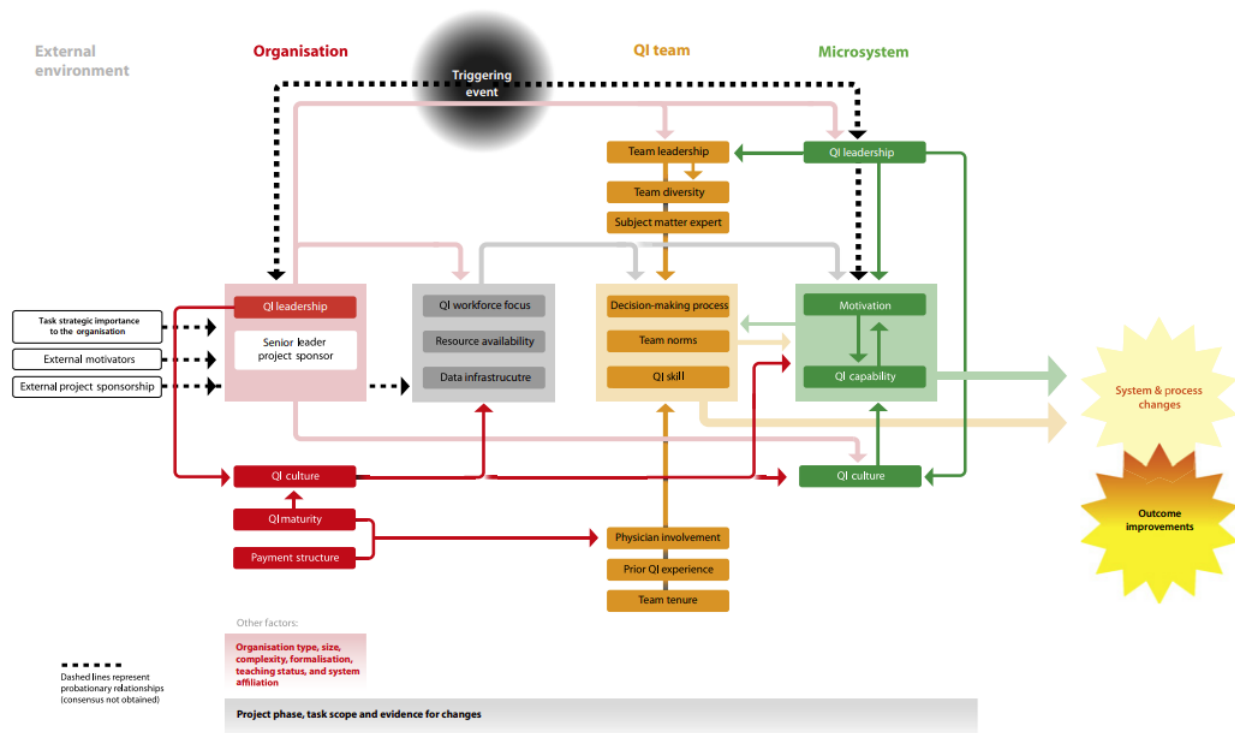 External
environment
Organisation
Triggering
event
QI team
Microsystem
Team leadership
QI leadership
Team diversity
Subject matter expert
QI leadership
QI workforce focus
Decision-making process
Motivation
Task strategic importance
to the organisation
Senior leader
project sponsor
Resource availability
Team norms
External motivators
External project sponsorship
Data infrastrucutre
QI skill
QI capability
System & process
changes
QI culture
QI culture
QI maturity
Outcome
improvements
Physician involvement
Payment structure
Prior QI experience
Team tenure
Other factors:
Organisation type, size,
complexity, formalisation,
teaching status, and system
affiliation
Dashed lines represent
probationary relationships
(consensus not obtained)
Project phase, task scope and evidence for changes